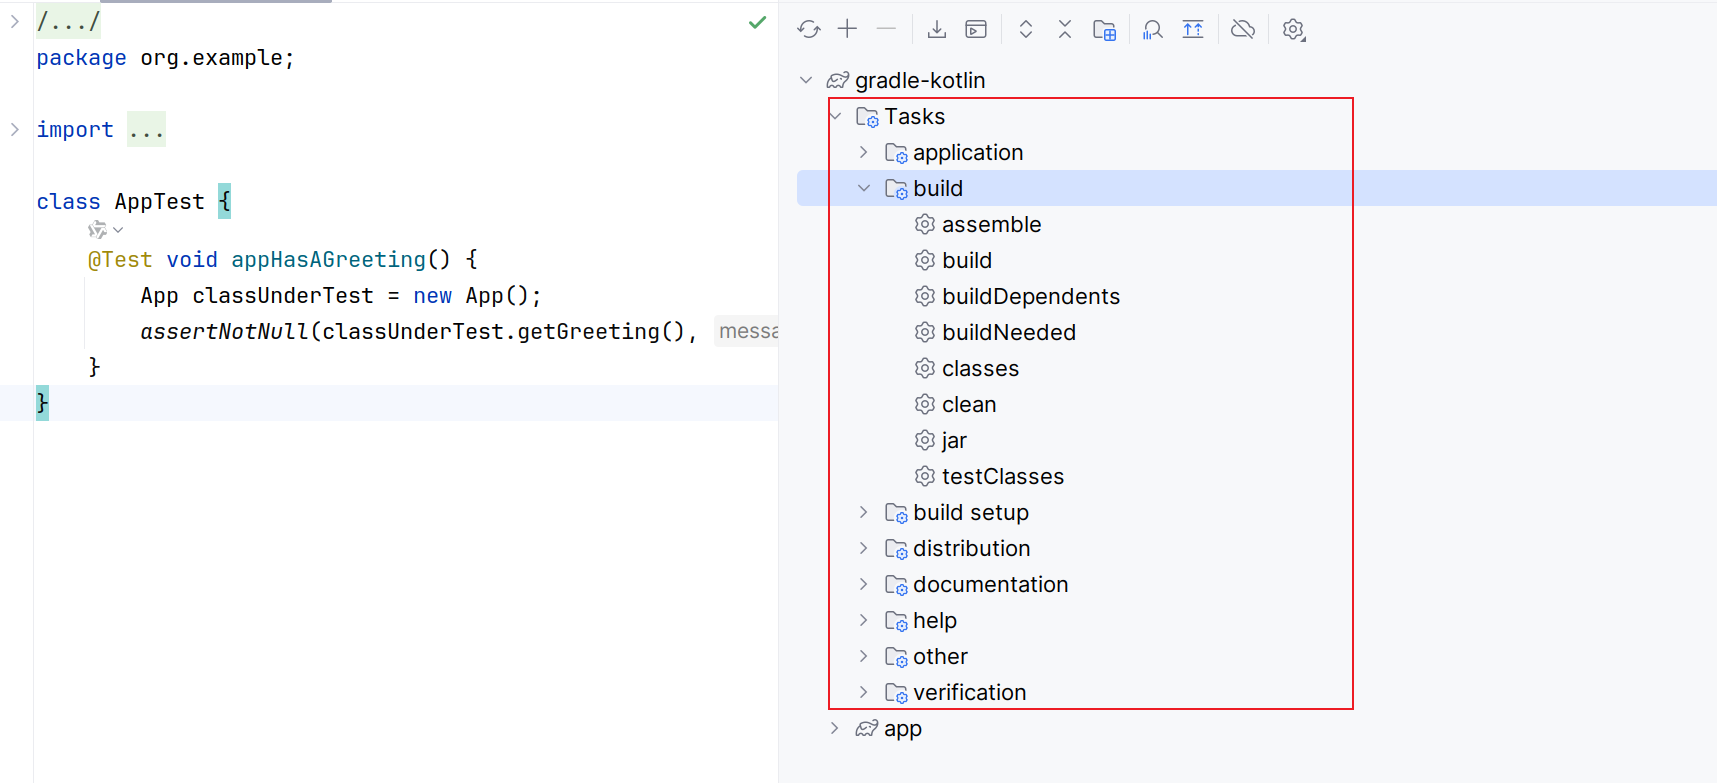 /.../
package org.example;
import ...
class AppTest {
@Test void appHasAGreeting() {
App classUnderTest = new App();
assertNotNull(classUnderTest.getGreeting(),
}
}
gradle-kotlin
Tasks
application
build
assemble
build
buildDependents
buildNeeded
classes
clean
jar
testClasses
build setup
distribution
documentation
help
other
verification
app